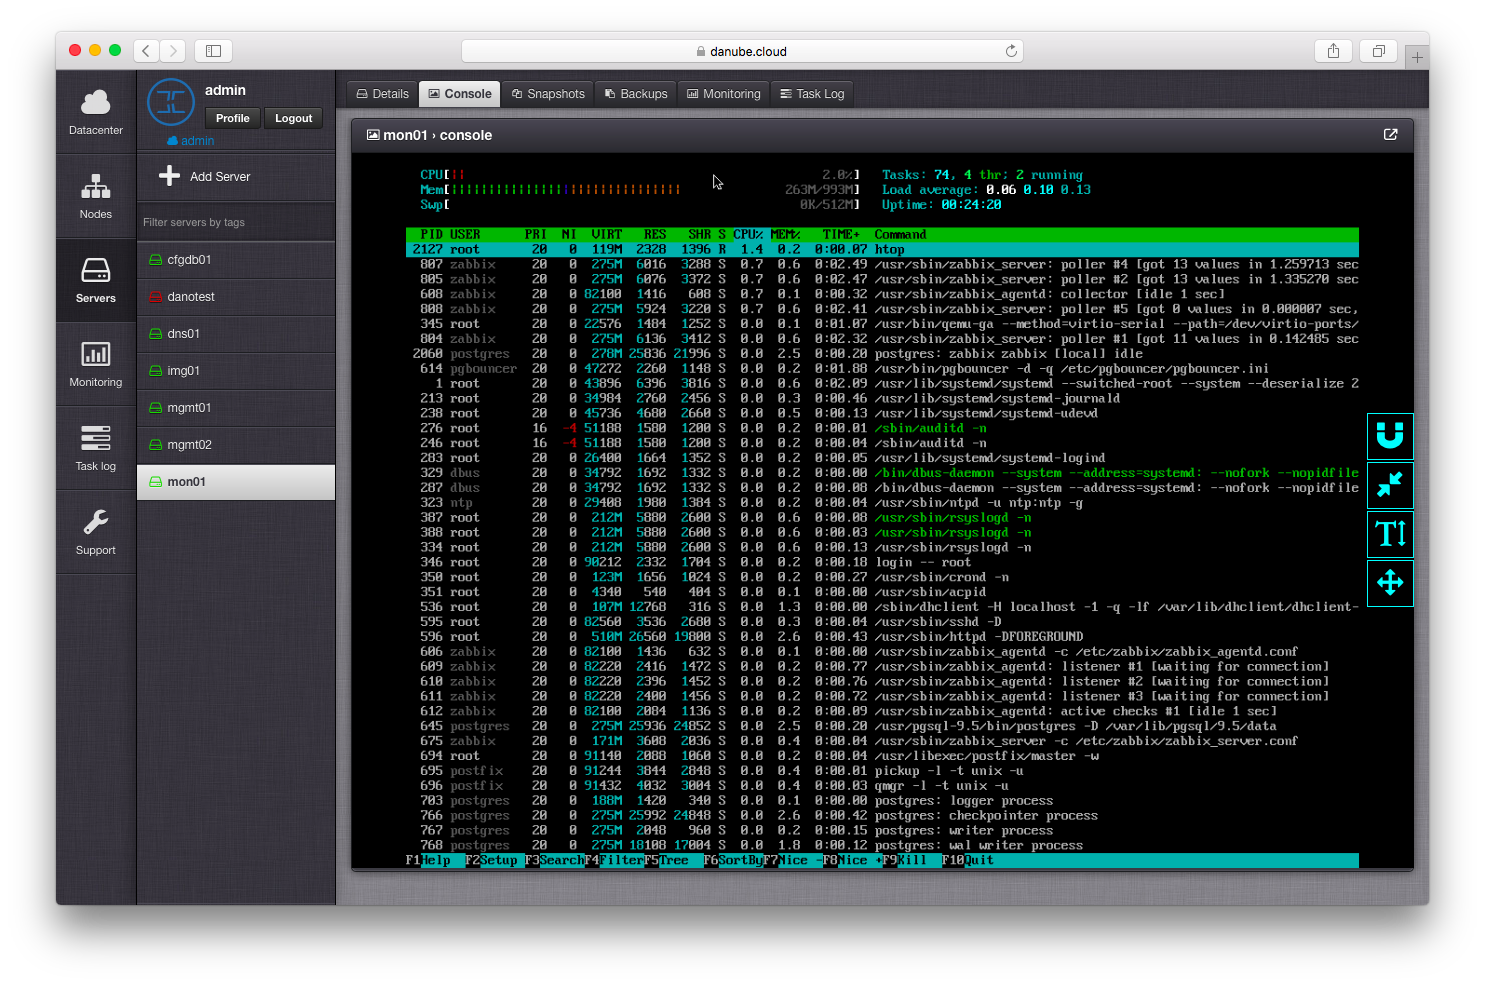 danube.cloud
Datacenter
Nodes
Servers
Monitoring
Task log
Support
admin
Profile Logout
admin
Add Server
Filter servers by tags
cfgdb01
danotest
dns01
img01
mgmt01
mgmt02
mon01
Details Console Snapshots Backups Monitoring Task Log
mon01 › console
CPU[|| 2.0%] Tasks: 74, 4 thr; 2 running
Mem[||||||||||||||||||||||||||||||| 263M/993M] Load average: 0.06 0.10 0.13
Swp[ 0K/512M] Uptime: 00:24:20
PID USER PRI NI VIRT RES SHR S CPU% MEM% TIME+ Command
2127 root 20 0 119M 2328 1396 R 1.4 0.2 0:00.07 htop
807 zabbix 20 0 275M 6016 3288 S 0.7 0.6 0:02.49 /usr/sbin/zabbix_server: poller #4 [got 13 values in 1.259713 sec
805 zabbix 20 0 275M 6076 3372 S 0.7 0.6 0:02.47 /usr/sbin/zabbix_server: poller #2 [got 13 values in 1.335270 sec
608 zabbix 20 0 82100 1416 608 S 0.7 0.1 0:00.32 /usr/sbin/zabbix_agentd: collector [idle 1 sec]
808 zabbix 20 0 275M 5924 3220 S 0.7 0.6 0:02.41 /usr/sbin/zabbix_server: poller #5 [got 0 values in 0.000007 sec,
345 root 20 0 22576 1484 1252 S 0.0 0.1 0:01.07 /usr/bin/qemu-ga --method=virtio-serial --path=/dev/virtio-ports/
804 zabbix 20 0 275M 6136 3412 S 0.0 0.6 0:02.32 /usr/sbin/zabbix_server: poller #1 [got 11 values in 0.142485 sec
2060 postgres 20 0 278M 25836 21996 S 0.0 2.5 0:00.20 postgres: zabbix zabbix [local] idle
614 pgbouncer 20 0 47272 2260 1148 S 0.0 0.2 0:01.88 /usr/bin/pgbouncer -d -q /etc/pgbouncer/pgbouncer.ini
1 root 20 0 43896 6396 3816 S 0.0 0.6 0:02.09 /usr/lib/systemd/systemd --switched-root --system --deserialize 2
213 root 20 0 34984 2760 2456 S 0.0 0.3 0:00.46 /usr/lib/systemd/systemd-journald
238 root 20 0 45736 4680 2660 S 0.0 0.5 0:00.13 /usr/lib/systemd/systemd-udevd
276 root 16 -4 51188 1580 1200 S 0.0 0.2 0:00.01 /sbin/auditd -n
246 root 16 -4 51188 1580 1200 S 0.0 0.2 0:00.04 /sbin/auditd -n
283 root 20 0 26400 1664 1352 S 0.0 0.2 0:00.05 /usr/lib/systemd/systemd-logind
329 dbus 20 0 34792 1692 1332 S 0.0 0.2 0:00.00 /bin/dbus-daemon --system --address=systemd: --nofork --nopidfile
287 dbus 20 0 34792 1692 1332 S 0.0 0.2 0:00.08 /bin/dbus-daemon --system --address=systemd: --nofork --nopidfile
323 ntp 20 0 29408 1980 1384 S 0.0 0.2 0:00.04 /usr/sbin/ntpd -u ntp:ntp -g
387 root 20 0 212M 5880 2600 S 0.0 0.6 0:00.08 /usr/sbin/rsyslogd -n
388 root 20 0 212M 5880 2600 S 0.0 0.6 0:00.03 /usr/sbin/rsyslogd -n
334 root 20 0 212M 5880 2600 S 0.0 0.6 0:00.13 /usr/sbin/rsyslogd -n
346 root 20 0 90212 2332 1704 S 0.0 0.2 0:00.18 login -- root
350 root 20 0 123M 1656 1024 S 0.0 0.2 0:00.27 /usr/sbin/crond -n
351 root 20 0 4340 540 404 S 0.0 0.1 0:00.00 /usr/sbin/acpid
536 root 20 0 107M 12768 316 S 0.0 1.3 0:00.00 /sbin/dhclient -H localhost -1 -q -lf /var/lib/dhclient/dhclient-
595 root 20 0 82560 3536 2680 S 0.0 0.3 0:00.04 /usr/sbin/sshd -D
596 root 20 0 510M 26560 19800 S 0.0 2.6 0:00.43 /usr/sbin/httpd -DFOREGROUND
606 zabbix 20 0 82100 1436 632 S 0.0 0.1 0:00.00 /usr/sbin/zabbix_agentd -c /etc/zabbix/zabbix_agentd.conf
609 zabbix 20 0 82220 2416 1472 S 0.0 0.2 0:00.77 /usr/sbin/zabbix_agentd: listener #1 [waiting for connection]
610 zabbix 20 0 82220 2396 1452 S 0.0 0.2 0:00.76 /usr/sbin/zabbix_agentd: listener #2 [waiting for connection]
611 zabbix 20 0 82220 2400 1456 S 0.0 0.2 0:00.72 /usr/sbin/zabbix_agentd: listener #3 [waiting for connection]
612 zabbix 20 0 82100 2084 1136 S 0.0 0.2 0:00.09 /usr/sbin/zabbix_agentd: active checks #1 [idle 1 sec]
645 postgres 20 0 275M 25936 24852 S 0.0 2.5 0:00.20 /usr/pgsql-9.5/bin/postgres -D /var/lib/pgsql/9.5/data
675 zabbix 20 0 171M 3608 2036 S 0.0 0.4 0:00.04 /usr/sbin/zabbix_server -c /etc/zabbix/zabbix_server.conf
694 root 20 0 91140 2088 1060 S 0.0 0.2 0:00.04 /usr/libexec/postfix/master -w
695 postfix 20 0 91244 3844 2848 S 0.0 0.4 0:00.01 pickup -l -t unix -u
696 postfix 20 0 91432 4032 3004 S 0.0 0.4 0:00.03 qmgr -l -t unix -u
703 postgres 20 0 188M 1420 340 S 0.0 0.1 0:00.00 postgres: logger process
766 postgres 20 0 275M 25992 24848 S 0.0 2.6 0:00.42 postgres: checkpointer process
767 postgres 20 0 275M 2048 960 S 0.0 0.2 0:00.15 postgres: writer process
768 postgres 20 0 275M 18108 17004 S 0.0 1.8 0:00.12 postgres: wal writer process
F1Help F2Setup F3SearchF4FilterF5Tree F6SortByF7Nice -F8Nice +F9Kill F10Quit